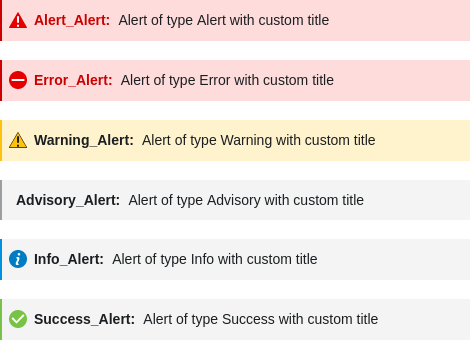 Alert_Alert: Alert of type Alert with custom title
Error_Alert: Alert of type Error with custom title
Warning_Alert: Alert of type Warning with custom title
Advisory_Alert: Alert of type Advisory with custom title
Info_Alert: Alert of type Info with custom title
Success_Alert: Alert of type Success with custom title